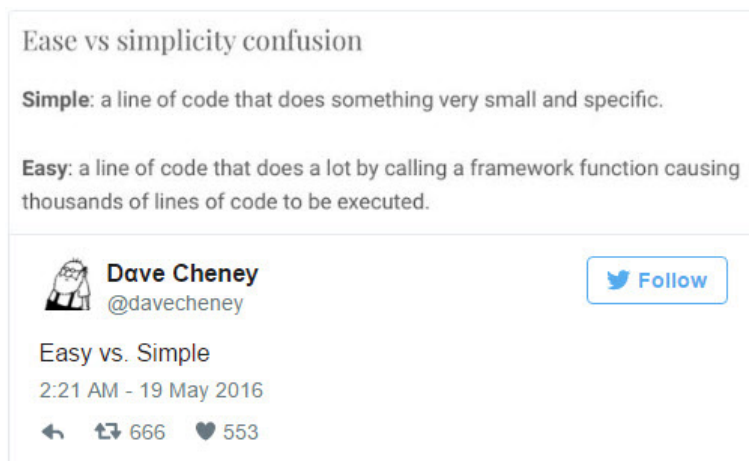 Ease vs simplicity confusion
Simple: a line of code that does something very small and specific.
Easy: a line of code that does a lot by calling a framework function causing
thousands of lines of code to be executed.
Dave Cheney
@davecheney
Follow
Easy vs. Simple
2:21 AM - 19 May 2016
666 553